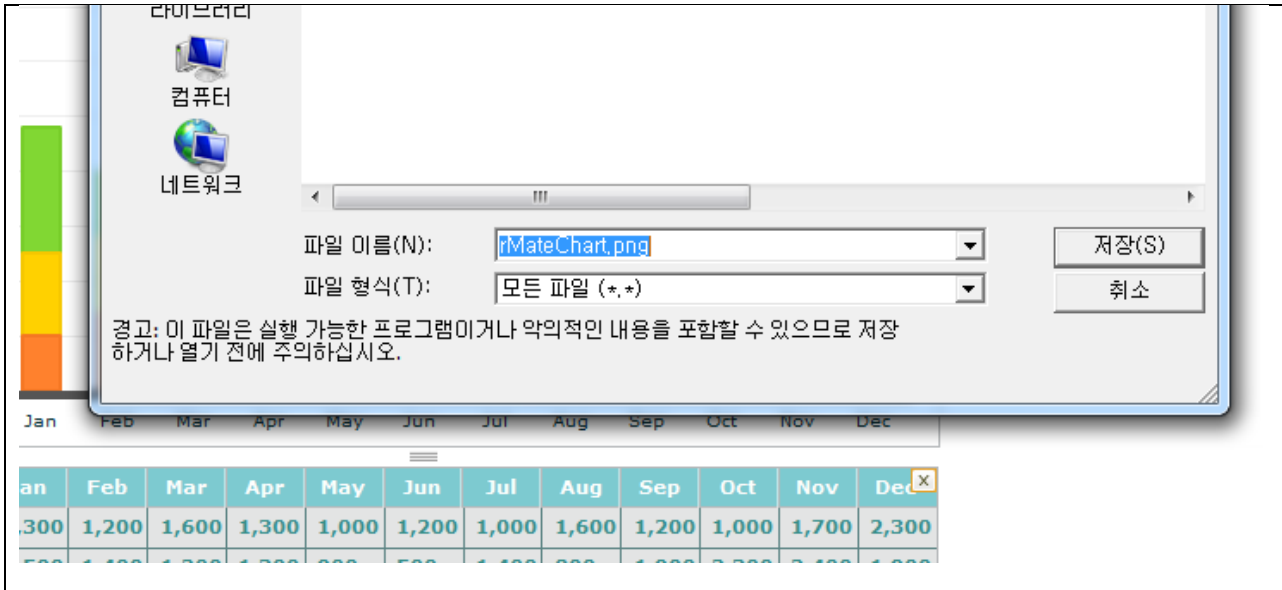 라이브러리
컴퓨터
네트워크
파일 이름(N): rMateChart.png 저장(S)
파일 형식(T): 모든 파일 (*.*) 취소
경고: 이 파일은 실행 가능한 프로그램이거나 악의적인 내용을 포함할 수 있으므로 저장
하거나 열기 전에 주의하십시오.
Jan Feb Mar Apr May Jun Jul Aug Sep Oct Nov Dec
an Feb Mar Apr May Jun Jul Aug Sep Oct Nov Dec x
,300 1,200 1,600 1,300 1,000 1,200 1,000 1,600 1,200 1,000 1,700 2,300